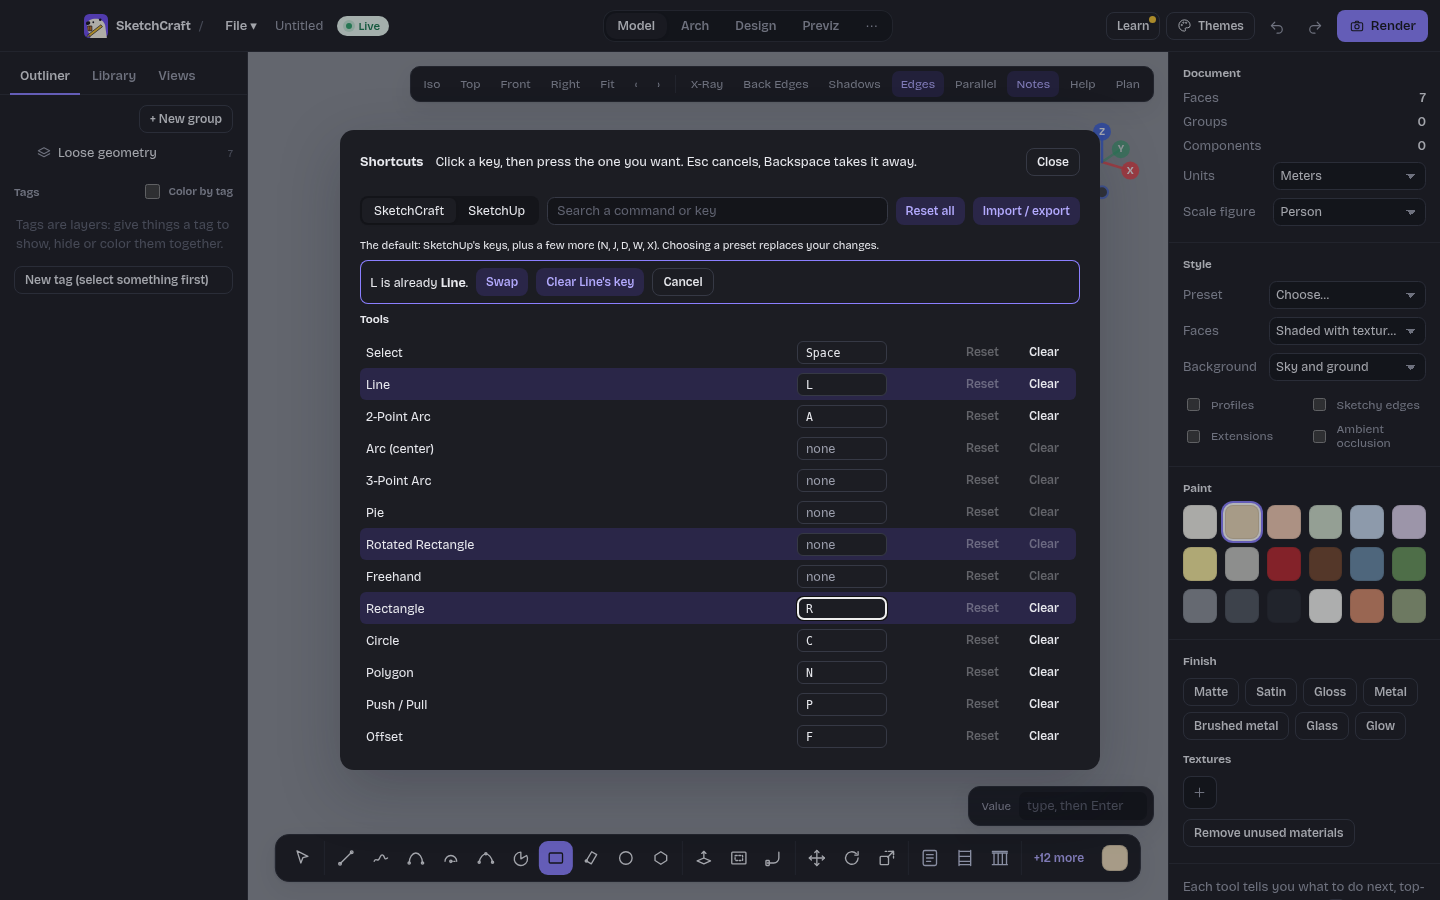 SketchCraft / File ▾ Untitled Live
Model Arch Design Previz ···
Learn Themes Render
Outliner Library Views
+ New group
Loose geometry 7
Tags Color by tag
Tags are layers: give things a tag to
show, hide or color them together.
New tag (select something first)
Iso Top Front Right Fit ‹ › X-Ray Back Edges Shadows Edges Parallel Notes Help Plan
Z
Y
X
Shortcuts Click a key, then press the one you want. Esc cancels, Backspace takes it away. Close
SketchCraft SketchUp Search a command or key Reset all Import / export
The default: SketchUp's keys, plus a few more (N, J, D, W, X). Choosing a preset replaces your changes.
L is already Line. Swap Clear Line's key Cancel
Tools
Select Space Reset Clear
Line L Reset Clear
2-Point Arc A Reset Clear
Arc (center) none Reset Clear
3-Point Arc none Reset Clear
Pie none Reset Clear
Rotated Rectangle none Reset Clear
Freehand none Reset Clear
Rectangle R Reset Clear
Circle C Reset Clear
Polygon N Reset Clear
Push / Pull P Reset Clear
Offset F Reset Clear
Value type, then Enter
+12 more
Document
Faces 7
Groups 0
Components 0
Units Meters
Scale figure Person
Style
Preset Choose...
Faces Shaded with textur...
Background Sky and ground
Profiles Sketchy edges
Extensions Ambient
occlusion
Paint
Finish
Matte Satin Gloss Metal
Brushed metal Glass Glow
Textures
+
Remove unused materials
Each tool tells you what to do next, top-